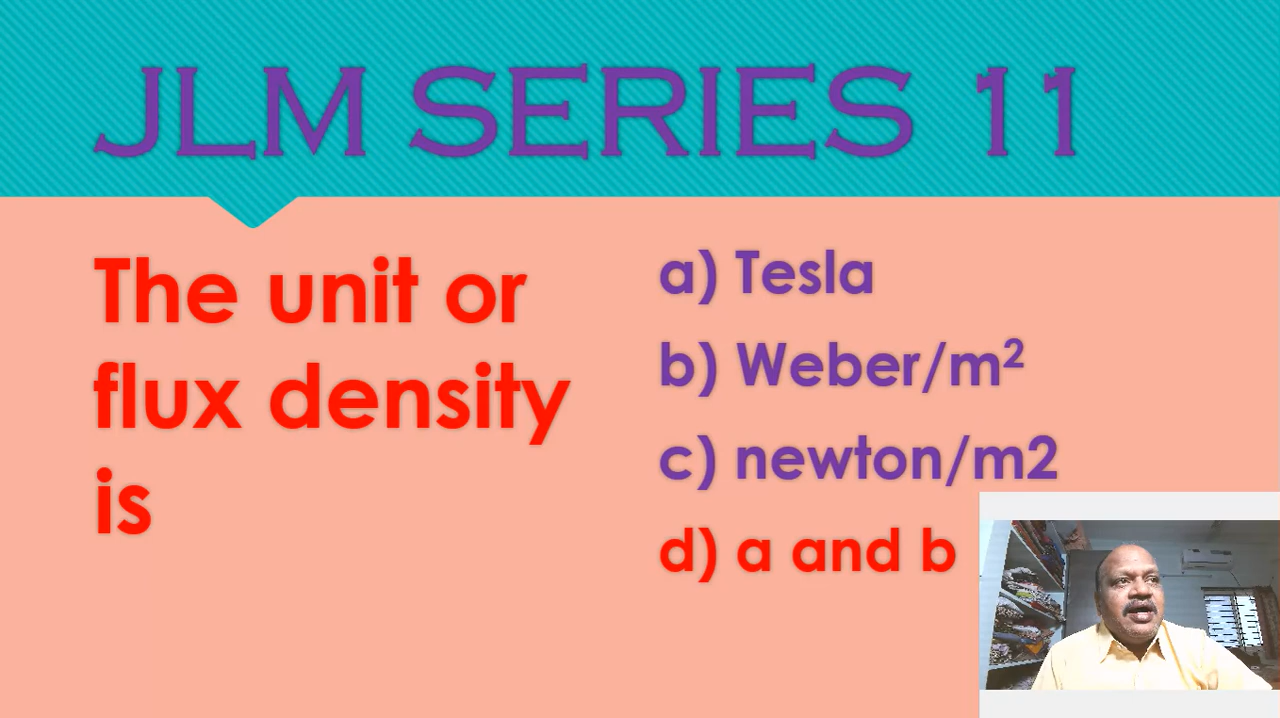 JLM SERIES 11
The unit or
flux density
is
a) Tesla
b) Weber/m²
c) newton/m2
d) a and b